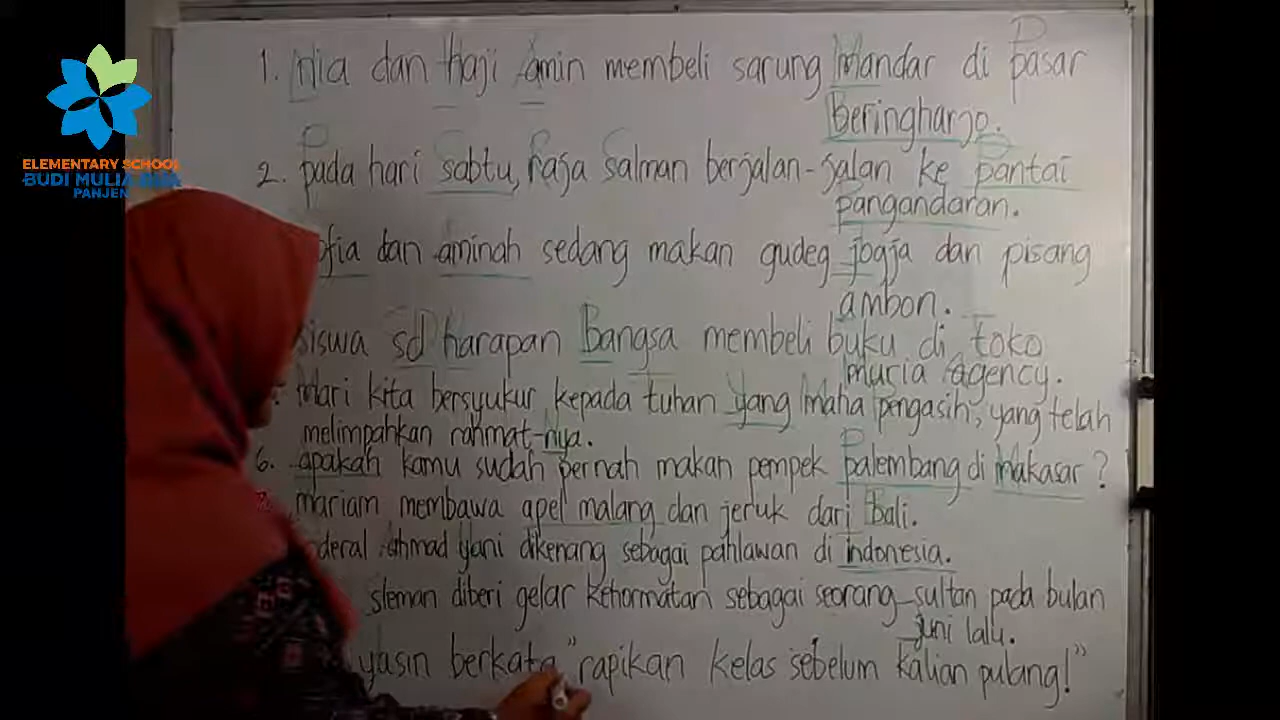 ELEMENTARY SCHOOL
BUDI MULIA DUA
PANJEN
1. nia dan haji amin membeli sarung mandar di pasar
Beringharjo.
2. pada hari sabtu, raja salman berjalan-jalan ke pantai
pangandaran.
ofia dan aminah sedang makan gudeg jogja dan pisang
ambon.
siswa sd harapan Bangsa membeli buku di toko
muria agency.
mari kita bersyukur kepada tuhan yang maha pengasih, yang telah
melimpahkan rahmat-nya.
6. apakah kamu sudah pernah makan pempek palembang di makasar?
mariam membawa apel malang dan jeruk dari Bali.
nderal ahmad yani dikenang sebagai pahlawan di indonesia.
sleman diberi gelar kehormatan sebagai seorang sultan pada bulan
juni lalu.
yasin berkata "rapikan kelas sebelum kalian pulang!"